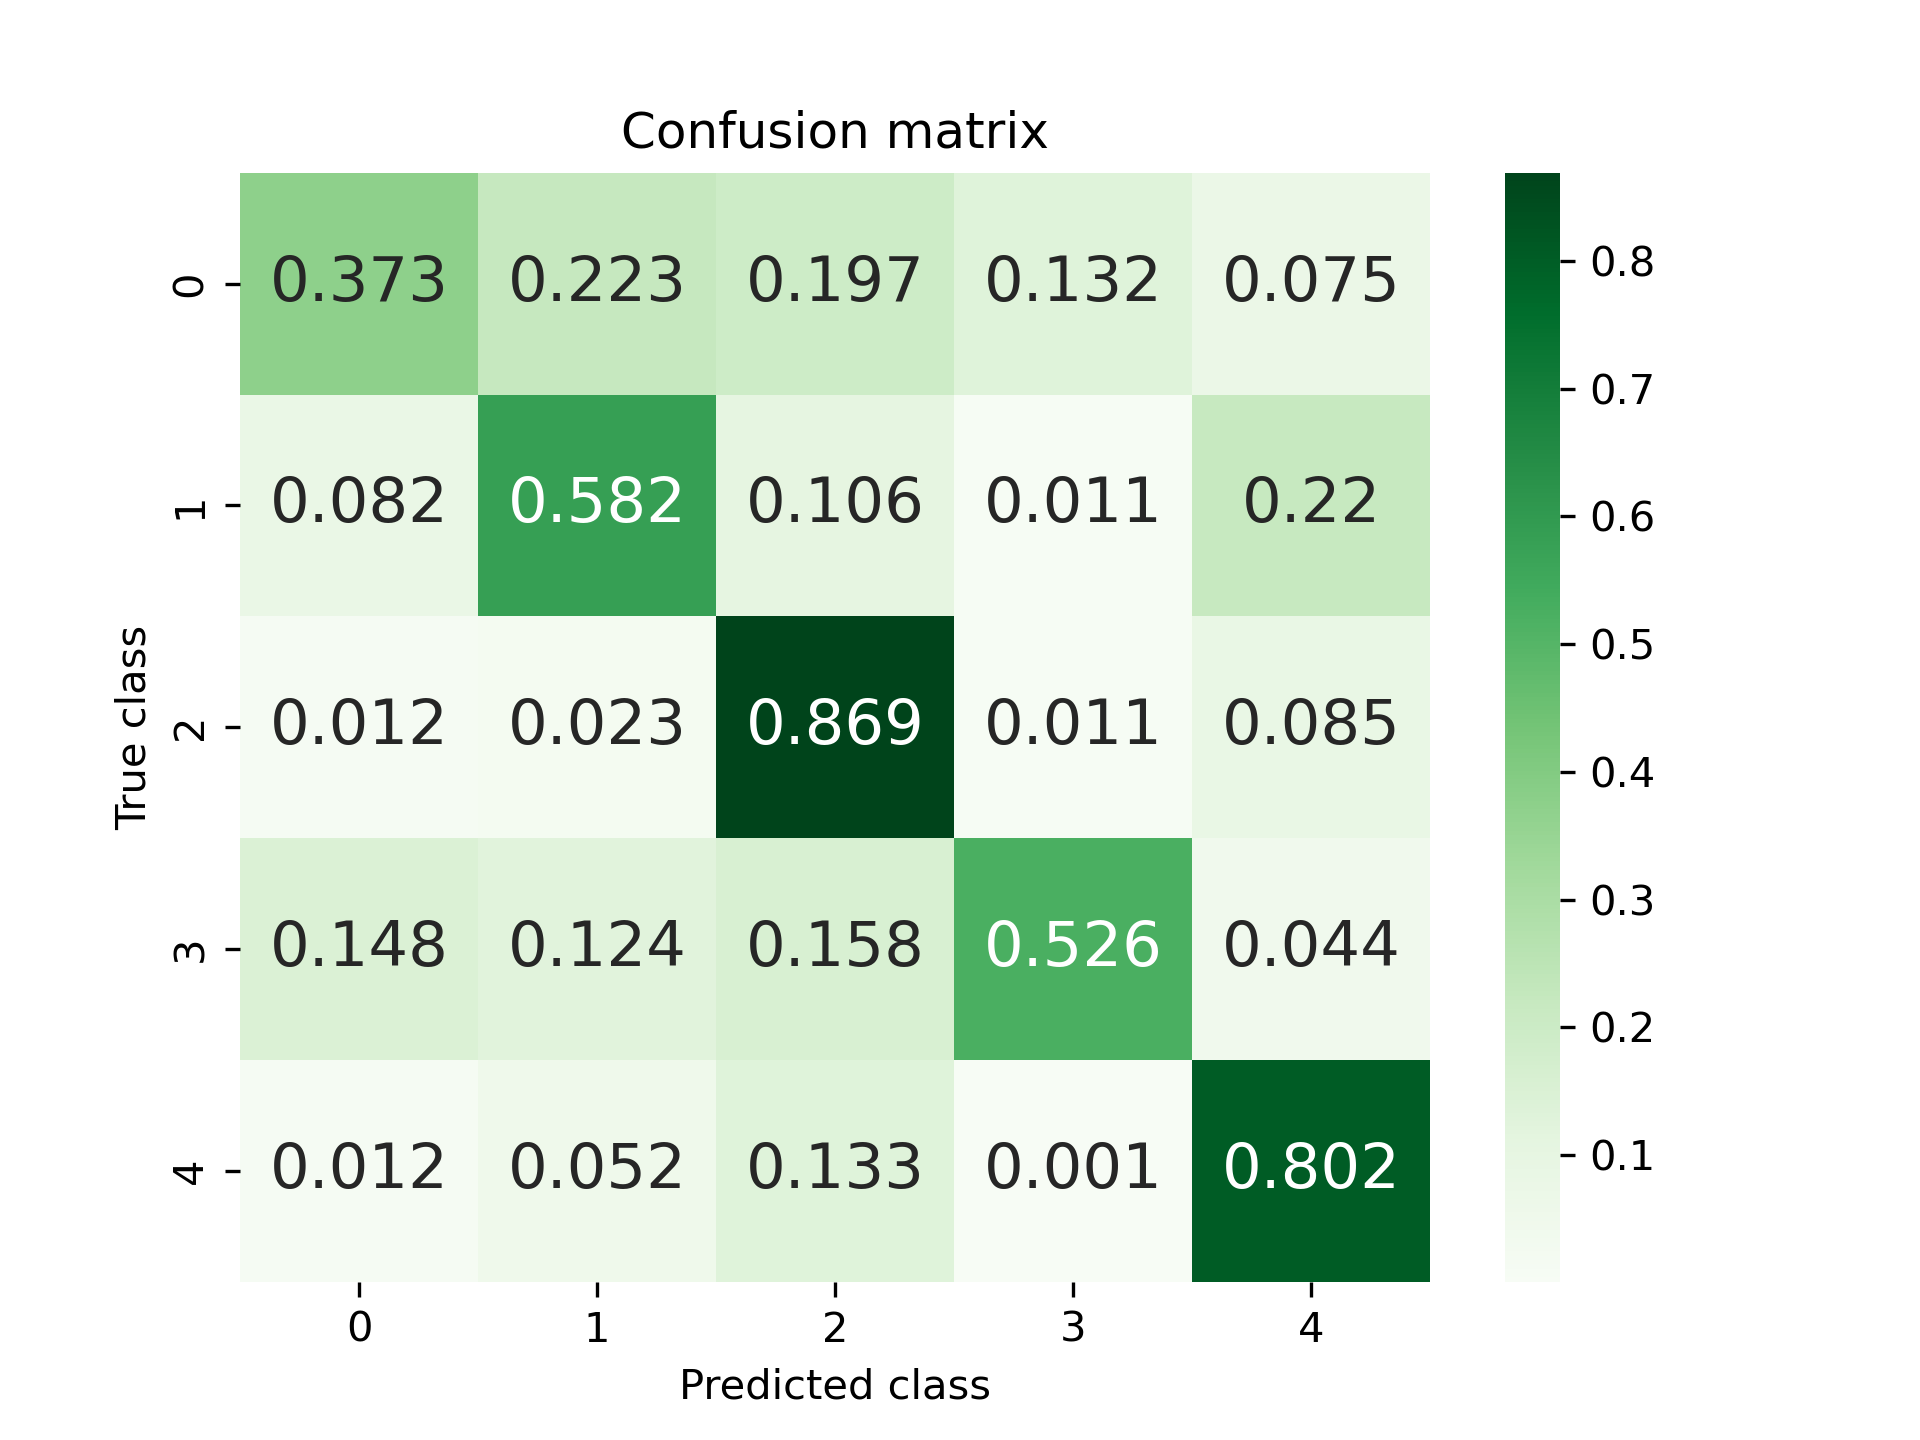 Confusion matrix
0 0.373 0.223 0.197 0.132 0.075
1 0.082 0.582 0.106 0.011 0.22
2 0.012 0.023 0.869 0.011 0.085
3 0.148 0.124 0.158 0.526 0.044
4 0.012 0.052 0.133 0.001 0.802
0 1 2 3 4
Predicted class
True class
0.8
0.7
0.6
0.5
0.4
0.3
0.2
0.1